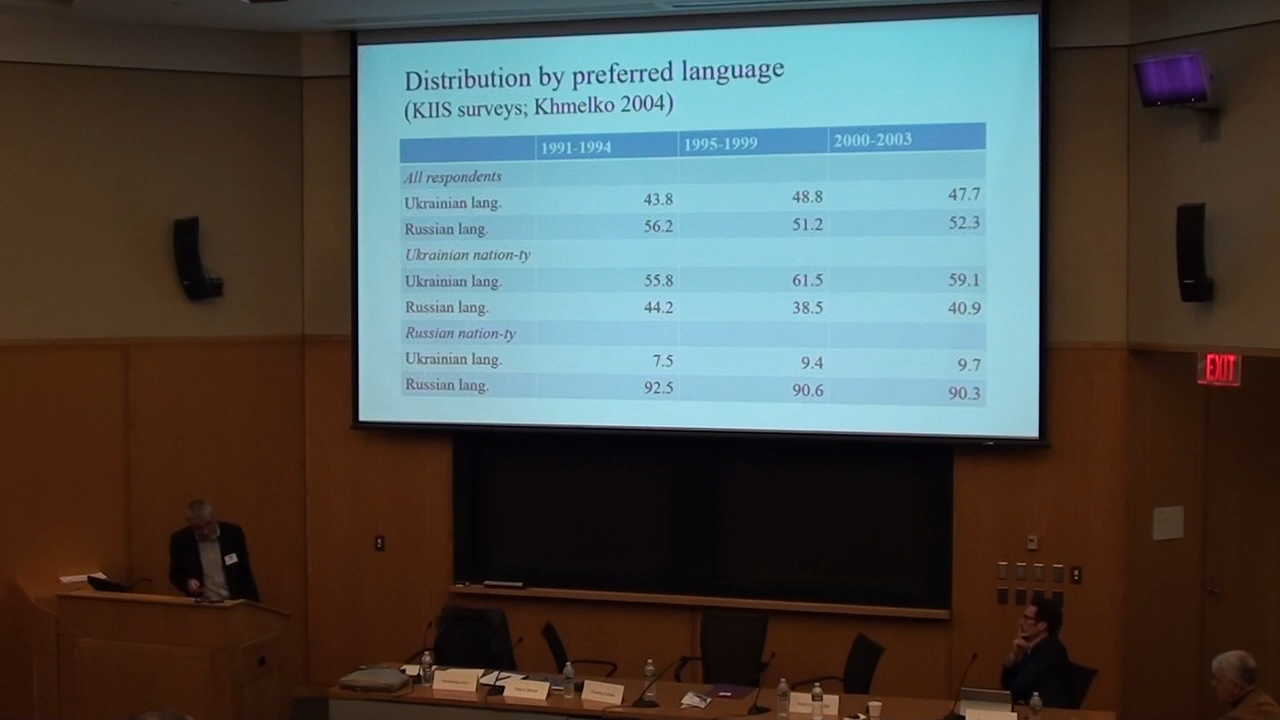 Distribution by preferred language
(KIIS surveys; Khmelko 2004)
1991-1994 1995-1999 2000-2003
All respondents
Ukrainian lang. 43.8 48.8 47.7
Russian lang. 56.2 51.2 52.3
Ukrainian nation-ty
Ukrainian lang. 55.8 61.5 59.1
Russian lang. 44.2 38.5 40.9
Russian nation-ty
Ukrainian lang. 7.5 9.4 9.7
Russian lang. 92.5 90.6 90.3
EXIT